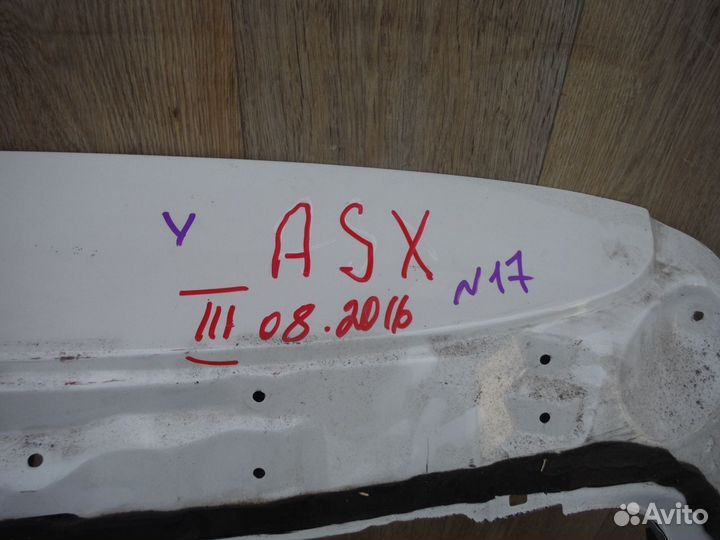 Y ASX
N17
III 08.2016
Avito